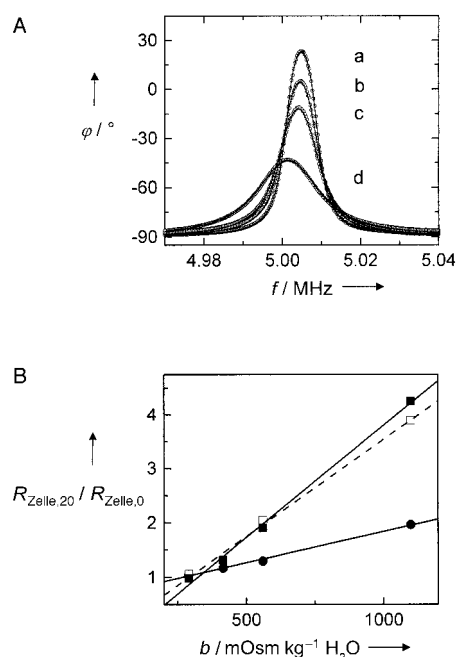 A
30
0
-30
-60
-90
φ / °
a
b
c
d
4.98 5.00 5.02 5.04
f / MHz
B
4
3
2
1
R_Zelle,20 / R_Zelle,0
500 1000
b / mOsm kg⁻¹ H₂O